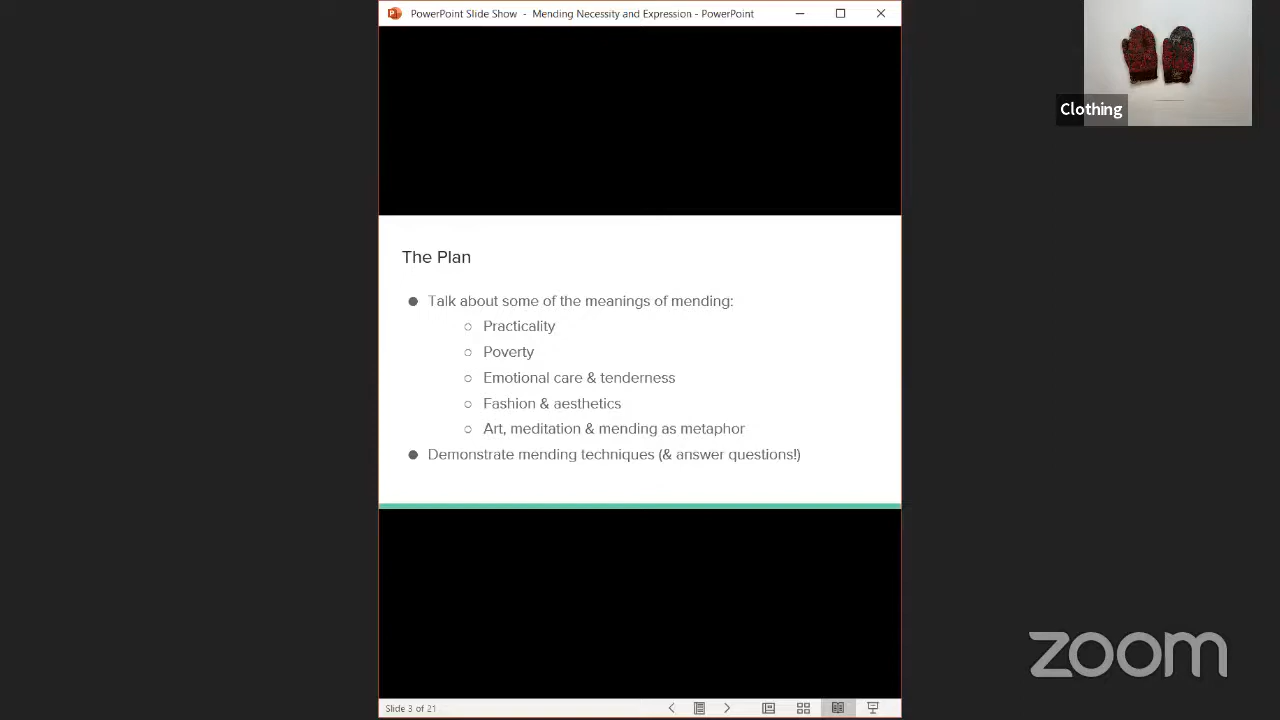 PowerPoint Slide Show - Mending Necessity and Expression - PowerPoint
Clothing
The Plan
Talk about some of the meanings of mending:
Practicality
Poverty
Emotional care & tenderness
Fashion & aesthetics
Art, meditation & mending as metaphor
Demonstrate mending techniques (& answer questions!)
zoom
Slide 3 of 21